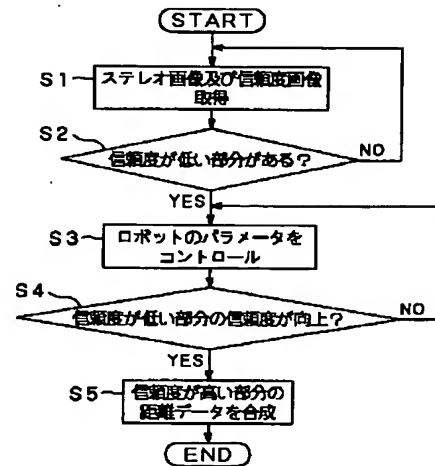 START
S1 ステレオ画像及び信頼度画像
取得
S2
信頼度が低い部分がある?
NO
YES
S3 ロボットのパラメータを
コントロール
S4
信頼度が低い部分の信頼度が向上?
NO
YES
S5 信頼度が高い部分の
距離データを合成
END